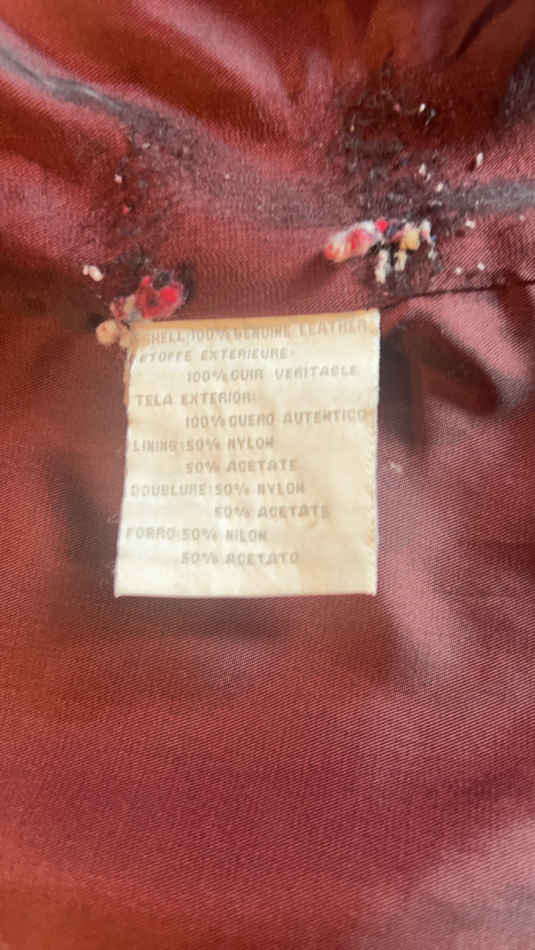 SHELL:100% GENUINE LEATHER
ETOFFE EXTERIEURE:
100% CUIR VERITABLE
TELA EXTERIOR:
100% CUERO AUTENTICO
LINING:50% NYLON
50% ACETATE
DOUBLURE:50% NYLON
50% ACETATE
FORRO:50% NILON
50% ACETATO